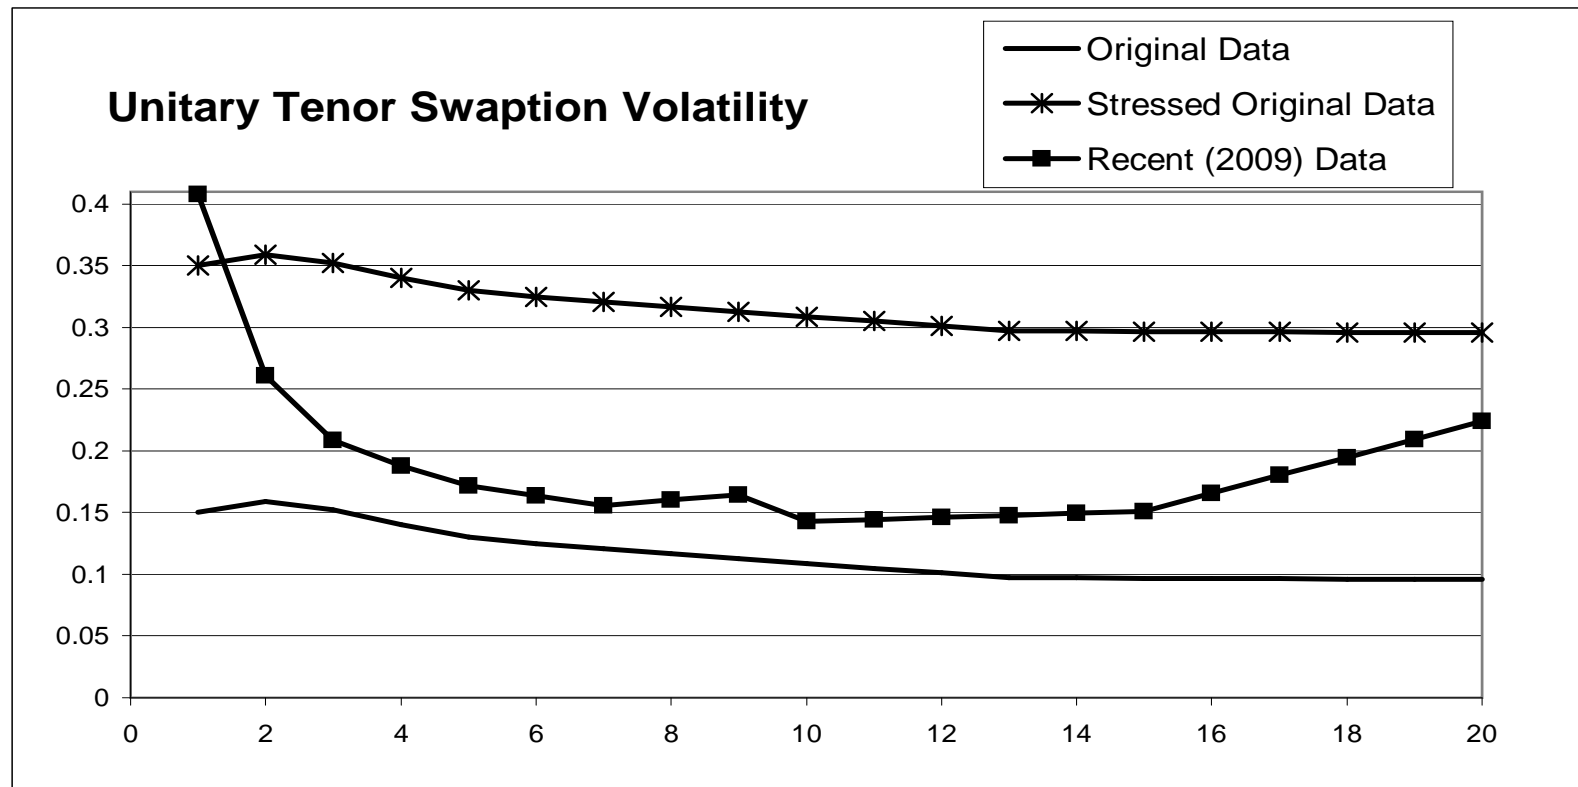 Unitary Tenor Swaption Volatility
Original Data
Stressed Original Data
Recent (2009) Data
0.4
0.35
0.3
0.25
0.2
0.15
0.1
0.05
0
0 2 4 6 8 10 12 14 16 18 20